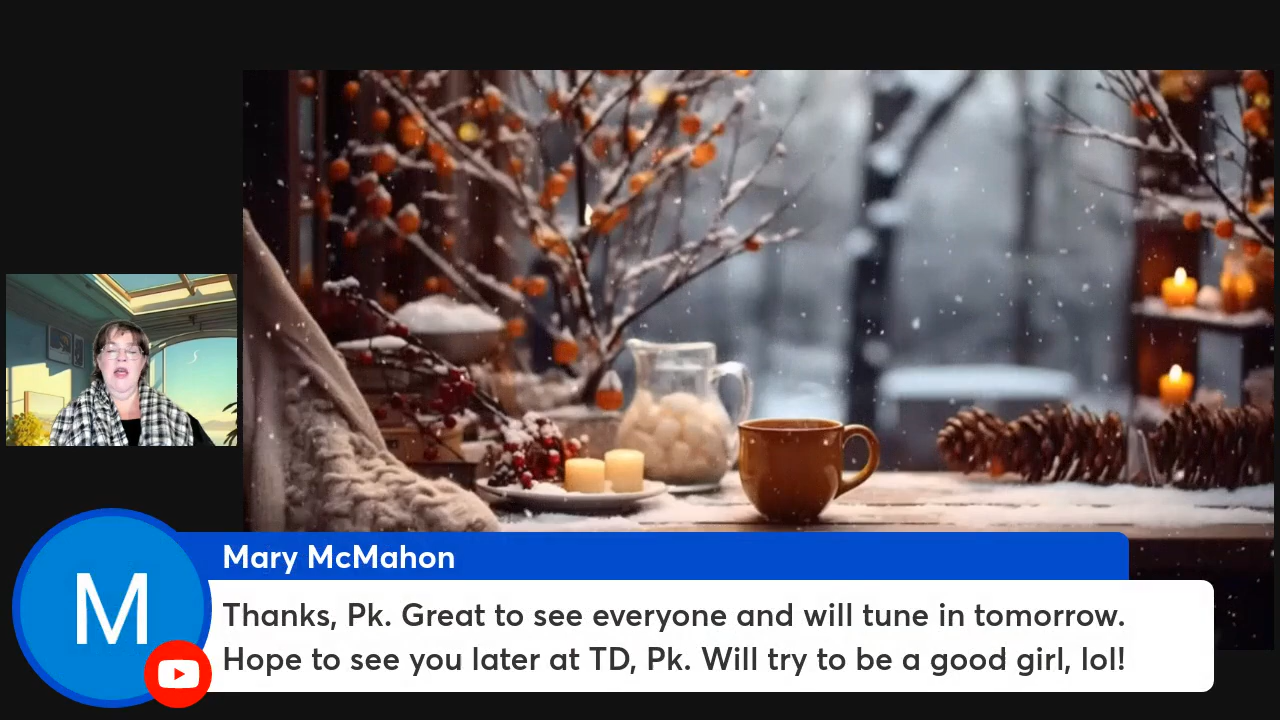 Mary McMahon
M
Thanks, Pk. Great to see everyone and will tune in tomorrow.
Hope to see you later at TD, Pk. Will try to be a good girl, lol!